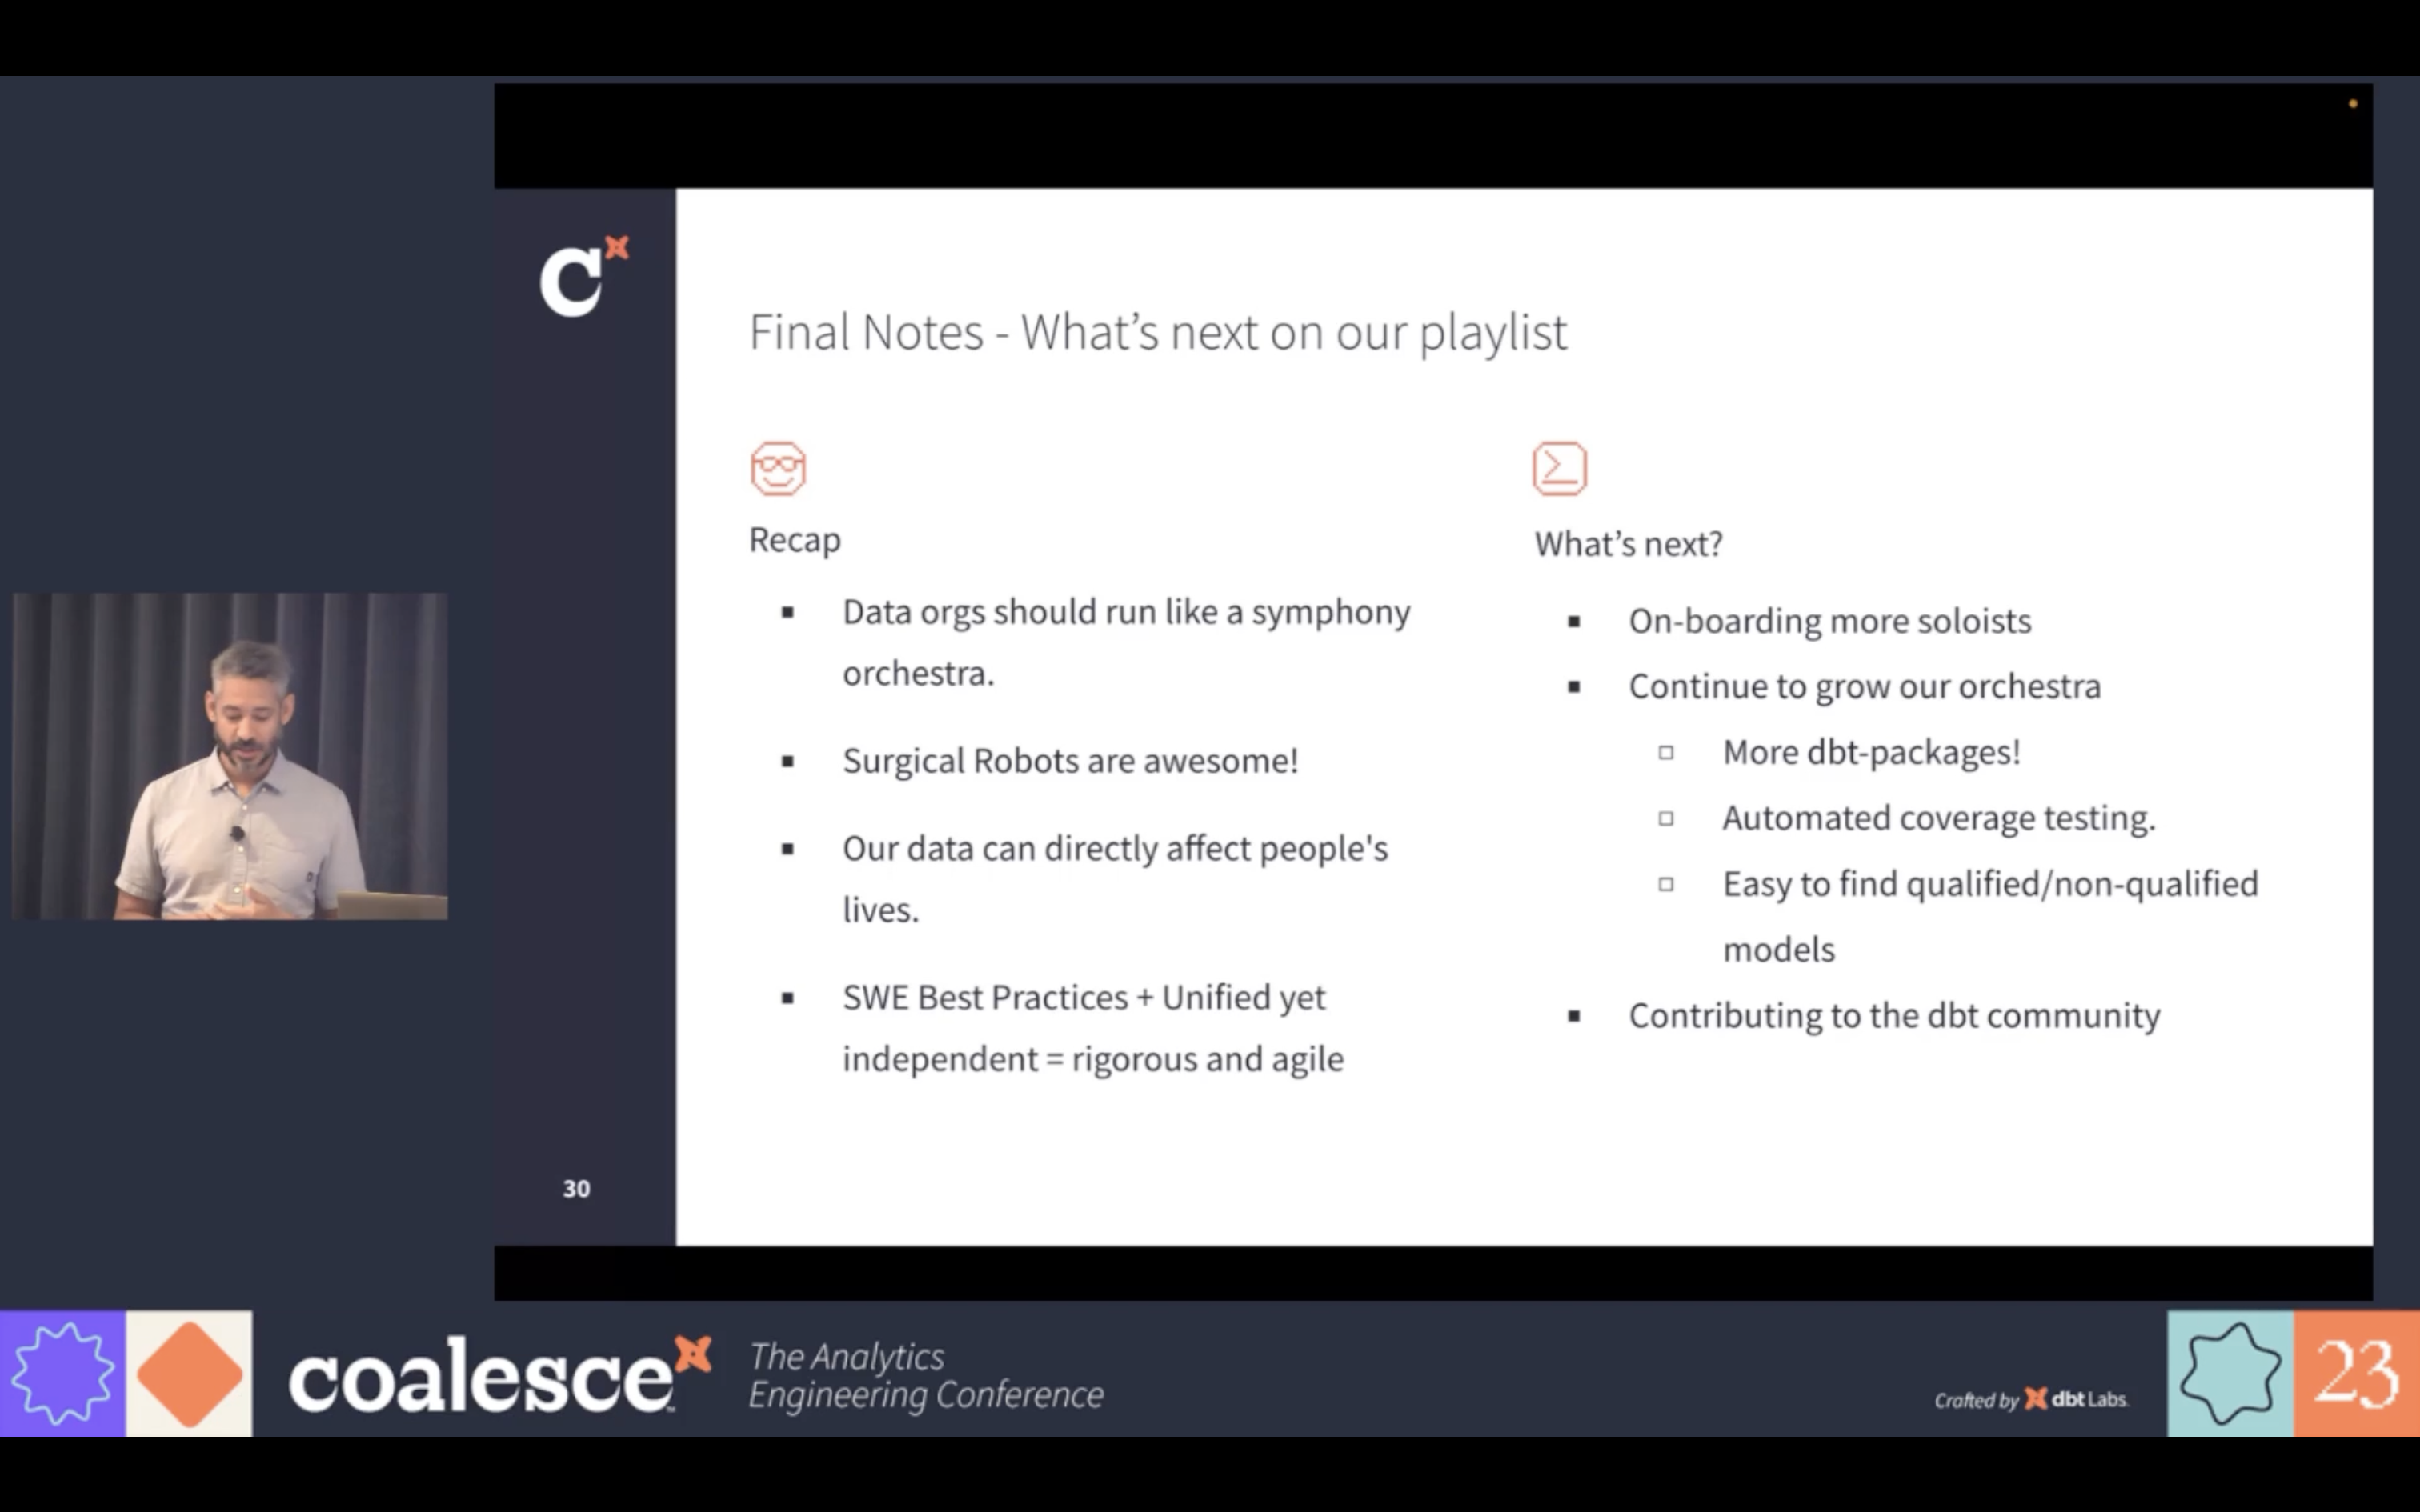 C
Final Notes - What's next on our playlist
Recap
▪ Data orgs should run like a symphony
orchestra.
▪ Surgical Robots are awesome!
▪ Our data can directly affect people's
lives.
▪ SWE Best Practices + Unified yet
independent = rigorous and agile
What's next?
▪ On-boarding more soloists
▪ Continue to grow our orchestra
▫ More dbt-packages!
▫ Automated coverage testing.
▫ Easy to find qualified/non-qualified
models
▪ Contributing to the dbt community
30
coalesce
The Analytics
Engineering Conference
Crafted by dbt Labs.
23